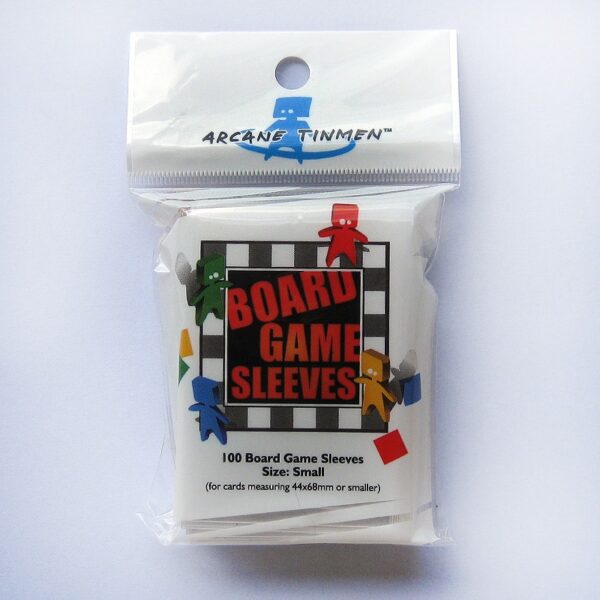 ARCANE TINMEN™
BOARD
GAME
SLEEVES
100 Board Game Sleeves
Size: Small
(for cards measuring 44x68mm or smaller)